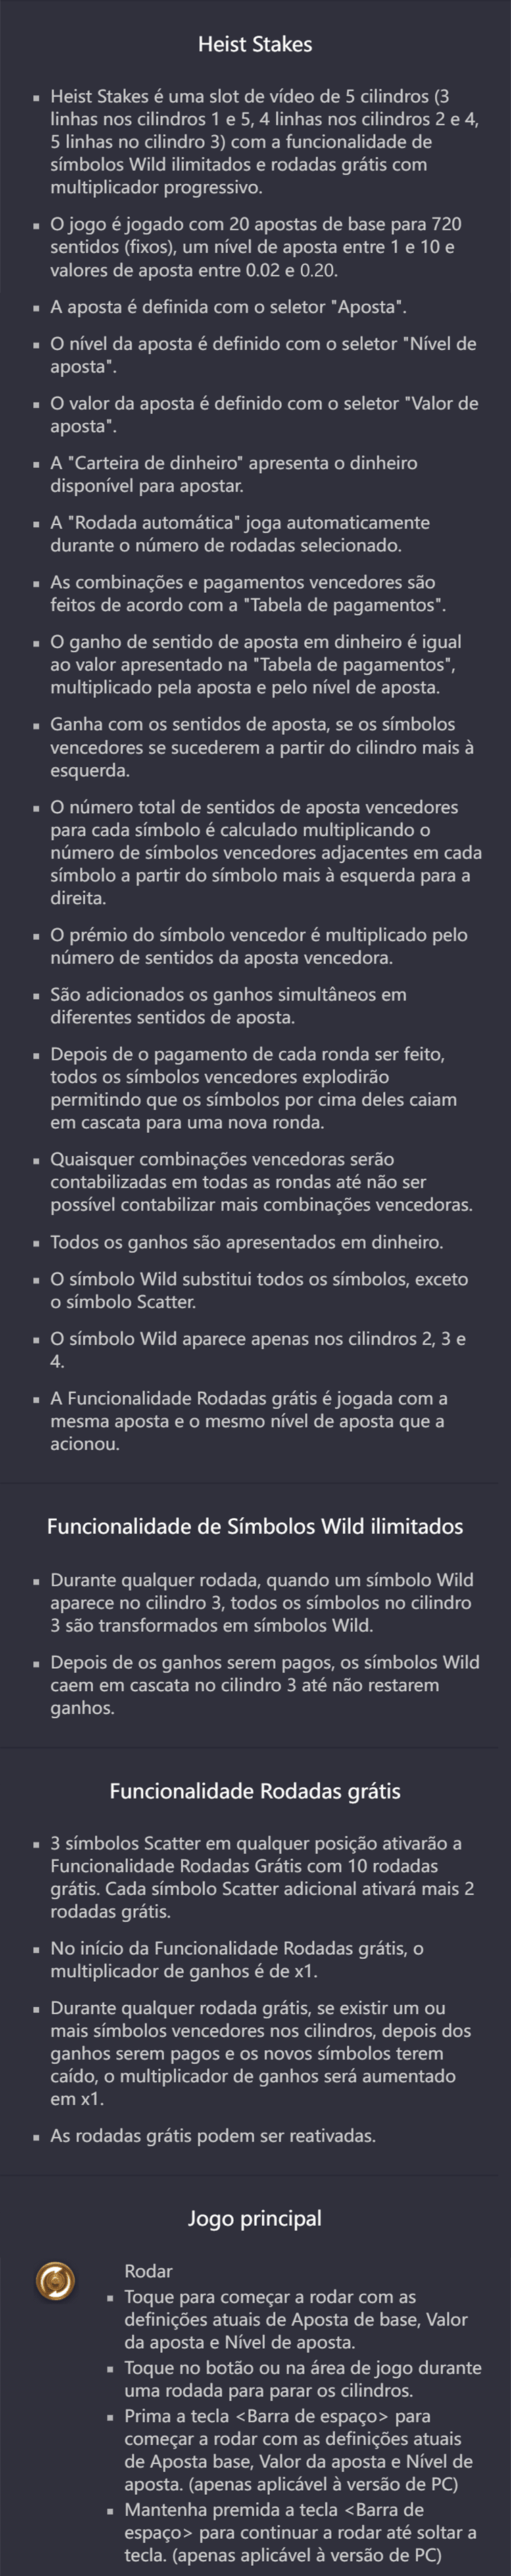 Heist Stakes
▪ Heist Stakes é uma slot de vídeo de 5 cilindros (3
linhas nos cilindros 1 e 5, 4 linhas nos cilindros 2 e 4,
5 linhas no cilindro 3) com a funcionalidade de
símbolos Wild ilimitados e rodadas grátis com
multiplicador progressivo.
▪ O jogo é jogado com 20 apostas de base para 720
sentidos (fixos), um nível de aposta entre 1 e 10 e
valores de aposta entre 0.02 e 0.20.
▪ A aposta é definida com o seletor "Aposta".
▪ O nível da aposta é definido com o seletor "Nível de
aposta".
▪ O valor da aposta é definido com o seletor "Valor de
aposta".
▪ A "Carteira de dinheiro" apresenta o dinheiro
disponível para apostar.
▪ A "Rodada automática" joga automaticamente
durante o número de rodadas selecionado.
▪ As combinações e pagamentos vencedores são
feitos de acordo com a "Tabela de pagamentos".
▪ O ganho de sentido de aposta em dinheiro é igual
ao valor apresentado na "Tabela de pagamentos",
multiplicado pela aposta e pelo nível de aposta.
▪ Ganha com os sentidos de aposta, se os símbolos
vencedores se sucederem a partir do cilindro mais à
esquerda.
▪ O número total de sentidos de aposta vencedores
para cada símbolo é calculado multiplicando o
número de símbolos vencedores adjacentes em cada
símbolo a partir do símbolo mais à esquerda para a
direita.
▪ O prémio do símbolo vencedor é multiplicado pelo
número de sentidos da aposta vencedora.
▪ São adicionados os ganhos simultâneos em
diferentes sentidos de aposta.
▪ Depois de o pagamento de cada ronda ser feito,
todos os símbolos vencedores explodirão
permitindo que os símbolos por cima deles caiam
em cascata para uma nova ronda.
▪ Quaisquer combinações vencedoras serão
contabilizadas em todas as rondas até não ser
possível contabilizar mais combinações vencedoras.
▪ Todos os ganhos são apresentados em dinheiro.
▪ O símbolo Wild substitui todos os símbolos, exceto
o símbolo Scatter.
▪ O símbolo Wild aparece apenas nos cilindros 2, 3 e
4.
▪ A Funcionalidade Rodadas grátis é jogada com a
mesma aposta e o mesmo nível de aposta que a
acionou.
Funcionalidade de Símbolos Wild ilimitados
▪ Durante qualquer rodada, quando um símbolo Wild
aparece no cilindro 3, todos os símbolos no cilindro
3 são transformados em símbolos Wild.
▪ Depois de os ganhos serem pagos, os símbolos Wild
caem em cascata no cilindro 3 até não restarem
ganhos.
Funcionalidade Rodadas grátis
▪ 3 símbolos Scatter em qualquer posição ativarão a
Funcionalidade Rodadas Grátis com 10 rodadas
grátis. Cada símbolo Scatter adicional ativará mais 2
rodadas grátis.
▪ No início da Funcionalidade Rodadas grátis, o
multiplicador de ganhos é de x1.
▪ Durante qualquer rodada grátis, se existir um ou
mais símbolos vencedores nos cilindros, depois dos
ganhos serem pagos e os novos símbolos terem
caído, o multiplicador de ganhos será aumentado
em x1.
▪ As rodadas grátis podem ser reativadas.
Jogo principal
Rodar
▪ Toque para começar a rodar com as
definições atuais de Aposta de base, Valor
da aposta e Nível de aposta.
▪ Toque no botão ou na área de jogo durante
uma rodada para parar os cilindros.
▪ Prima a tecla <Barra de espaço> para
começar a rodar com as definições atuais
de Aposta base, Valor da aposta e Nível de
aposta. (apenas aplicável à versão de PC)
▪ Mantenha premida a tecla <Barra de
espaço> para continuar a rodar até soltar a
tecla. (apenas aplicável à versão de PC)